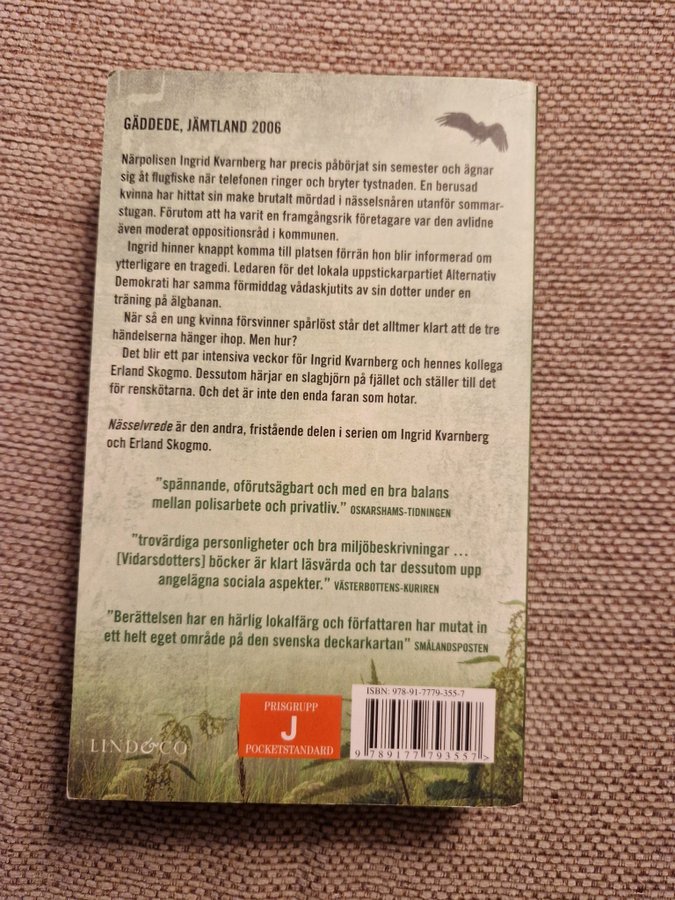 GÄDDEDE, JÄMTLAND 2006
Närpolisen Ingrid Kvarnberg har precis påbörjat sin semester och ägnar
sig åt flugfiske när telefonen ringer och bryter tystnaden. En berusad
kvinna har hittat sin make brutalt mördad i nässelsnåren utanför sommar-
stugan. Förutom att ha varit en framgångsrik företagare var den avlidne
även moderat oppositionsråd i kommunen.
Ingrid hinner knappt komma till platsen förrän hon blir informerad om
ytterligare en tragedi. Ledaren för det lokala uppstickarpartiet Alternativ
Demokrati har samma förmiddag vådaskjutits av sin dotter under en
träning på älgbanan.
När så en ung kvinna försvinner spårlöst står det alltmer klart att de tre
händelserna hänger ihop. Men hur?
Det blir ett par intensiva veckor för Ingrid Kvarnberg och hennes kollega
Erland Skogmo. Dessutom härjar en slagbjörn på fjället och ställer till det
för renskötarna. Och det är inte den enda faran som hotar.
Nässelvrede är den andra, fristående delen i serien om Ingrid Kvarnberg
och Erland Skogmo.
”spännande, oförutsägbart och med en bra balans
mellan polisarbete och privatliv.” OSKARSHAMS-TIDNINGEN
”trovärdiga personligheter och bra miljöbeskrivningar ...
[Vidarsdotters] böcker är klart läsvärda och tar dessutom upp
angelägna sociala aspekter.” VÄSTERBOTTENS-KURIREN
”Berättelsen har en härlig lokalfärg och författaren har mutat in
ett helt eget område på den svenska deckarkartan” SMÅLANDSPOSTEN
LIND&CO
PRISGRUPP
J
POCKETSTANDARD
ISBN: 978-91-7779-355-7
9 789177 793557 >